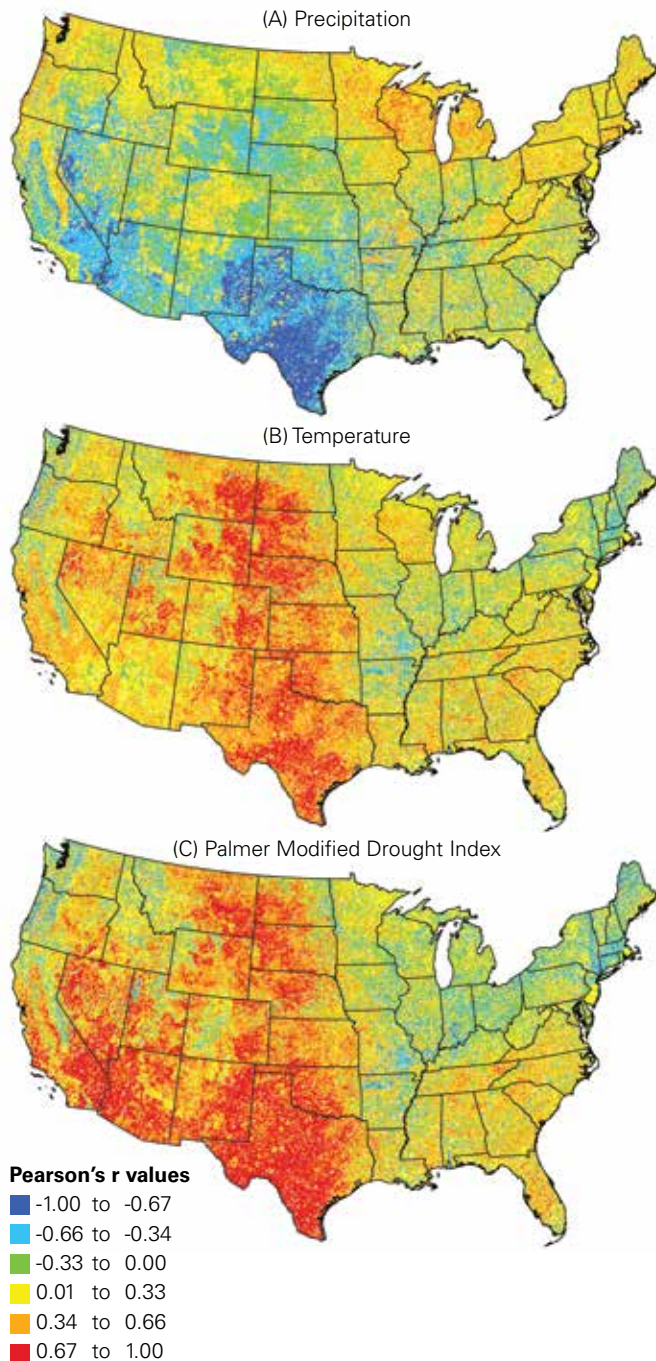 (A) Precipitation
(B) Temperature
(C) Palmer Modified Drought Index
Pearson's r values
-1.00 to -0.67
-0.66 to -0.34
-0.33 to 0.00
0.01 to 0.33
0.34 to 0.66
0.67 to 1.00